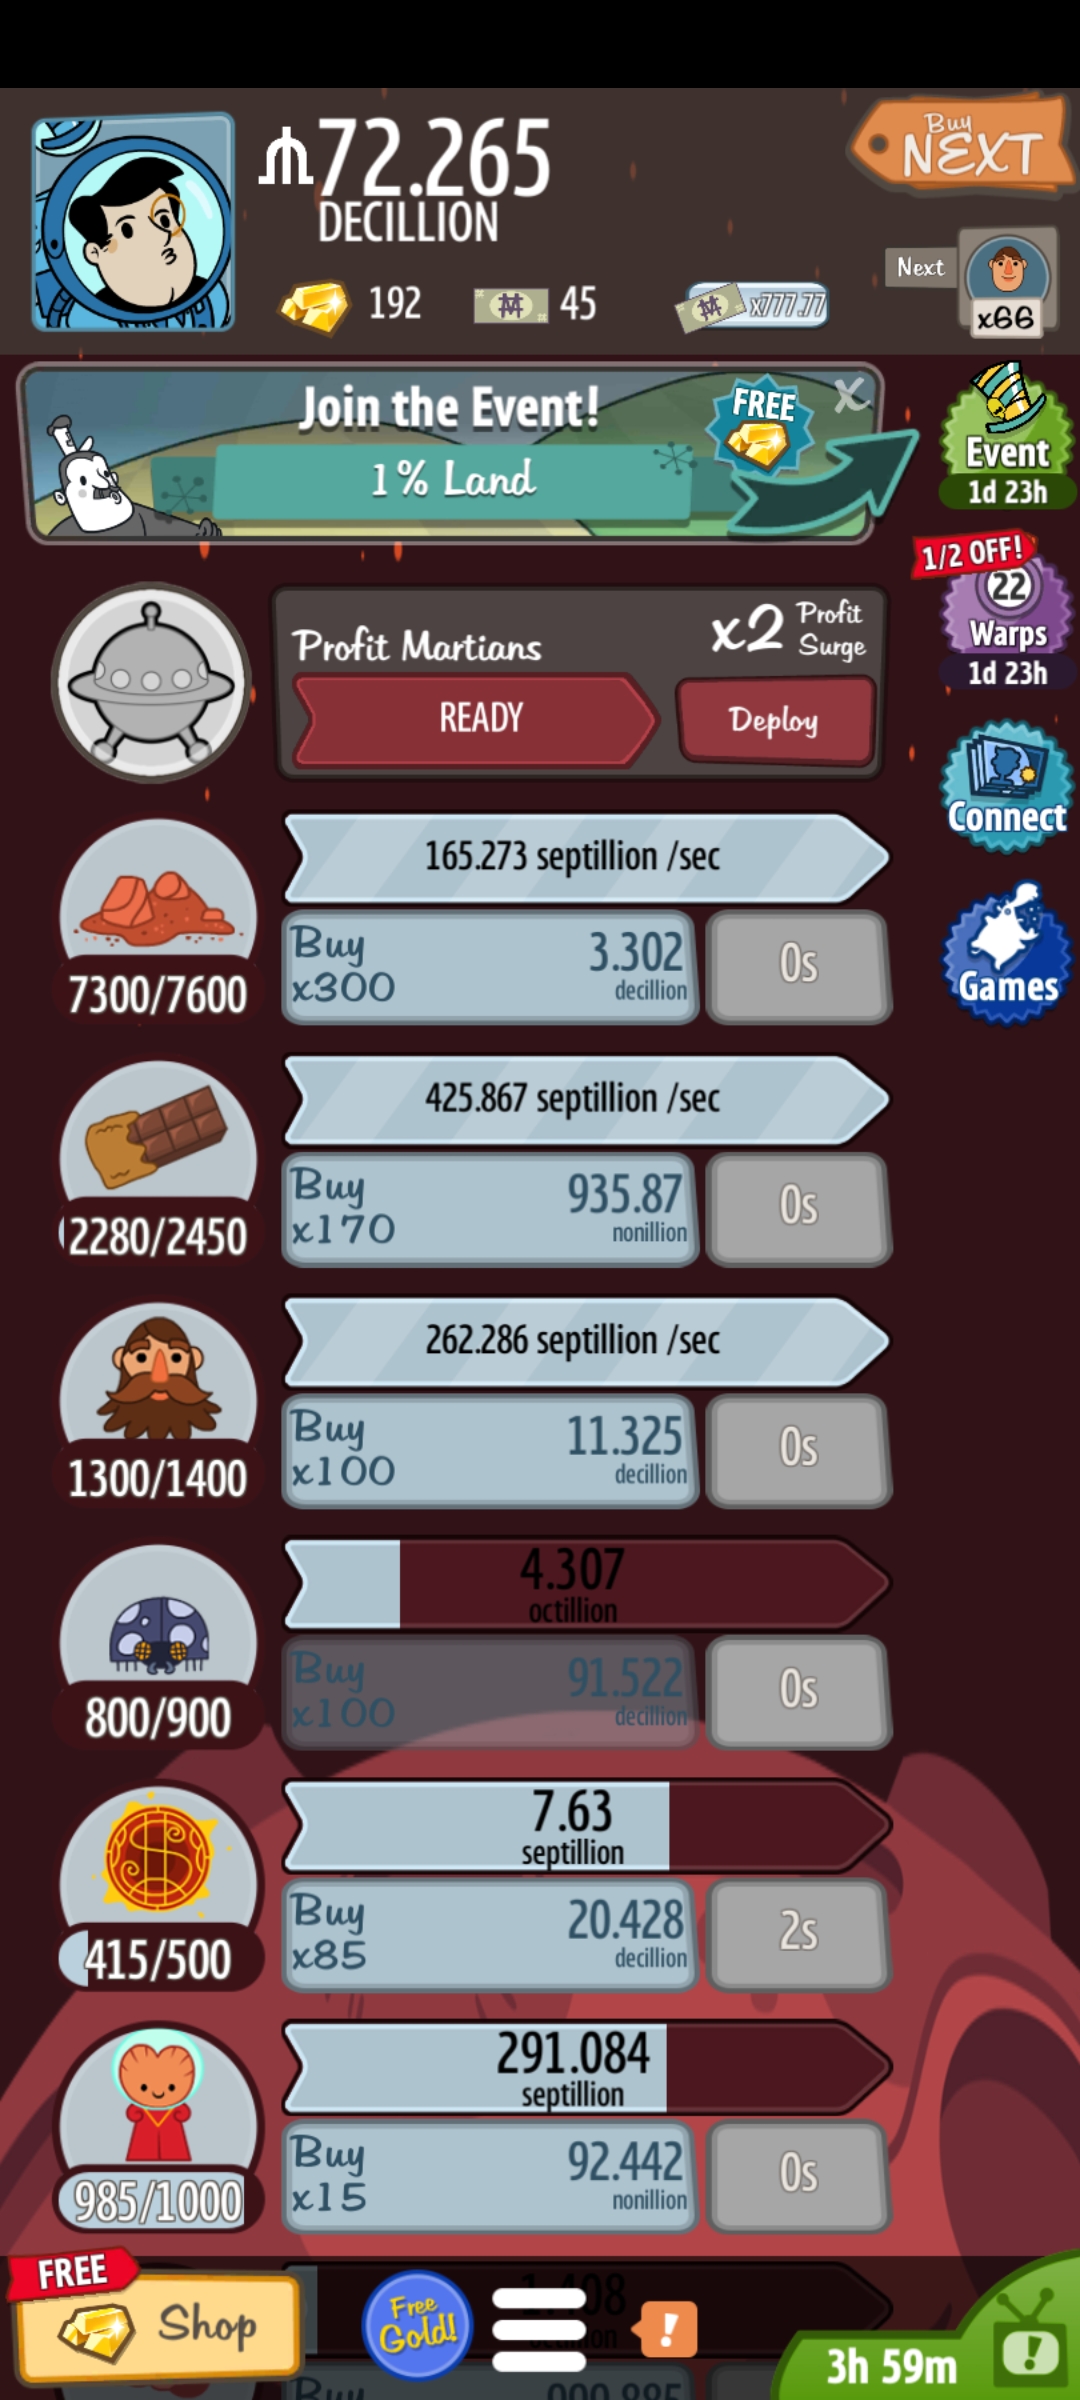 72.265
DECILLION
Buy
NEXT
192
45
x777.77
Next
x66
Join the Event!
1% Land
FREE
X
Event
1d 23h
1/2 OFF!
22
Warps
1d 23h
Profit Martians
x2 Profit
Surge
READY
Deploy
Connect
165.273 septillion /sec
Buy
x300
3.302
decillion
0s
7300/7600
Games
425.867 septillion /sec
Buy
x170
935.87
nonillion
0s
2280/2450
262.286 septillion /sec
Buy
x100
11.325
decillion
0s
1300/1400
4.307
octillion
Buy
x100
91.522
decillion
0s
800/900
7.63
septillion
Buy
x85
20.428
decillion
2s
415/500
291.084
septillion
Buy
x15
92.442
nonillion
0s
985/1000
FREE
Shop
Free
Gold!
!
3h 59m
!
Buy